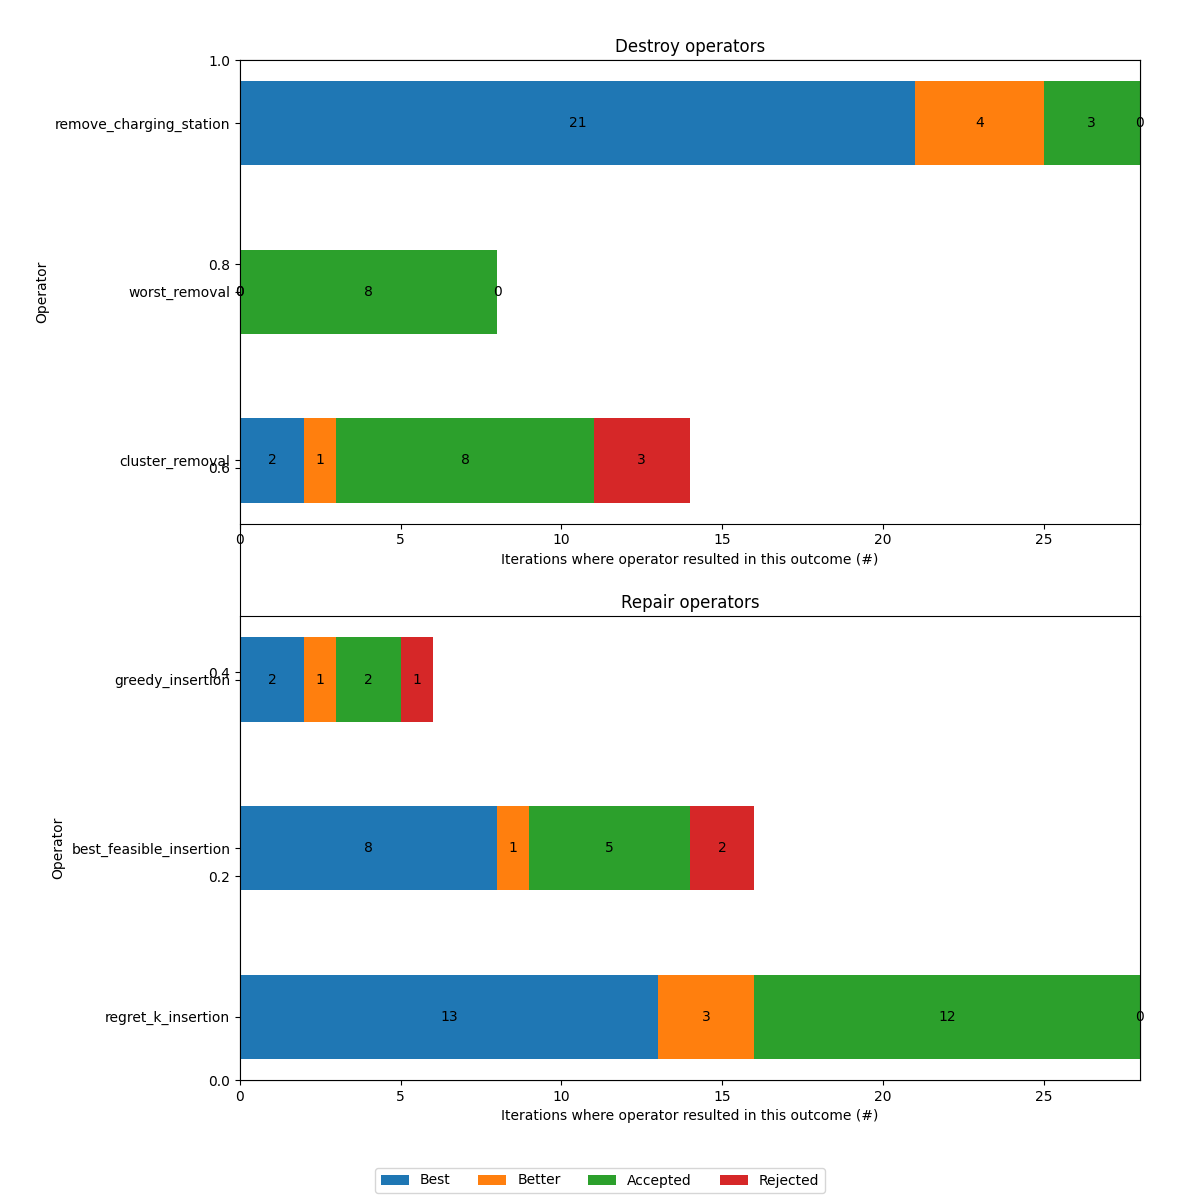 Destroy operators
1.0
remove_charging_station
21
4
3
0
0.8
worst_removal
0
8
0
Operator
cluster_removal
0.6
2
1
8
3
0
5
10
15
20
25
Iterations where operator resulted in this outcome (#)
Repair operators
0.4
greedy_insertion
2
1
2
1
best_feasible_insertion
8
1
5
2
Operator
0.2
regret_k_insertion
13
3
12
0
0.0
0
5
10
15
20
25
Iterations where operator resulted in this outcome (#)
Best
Better
Accepted
Rejected